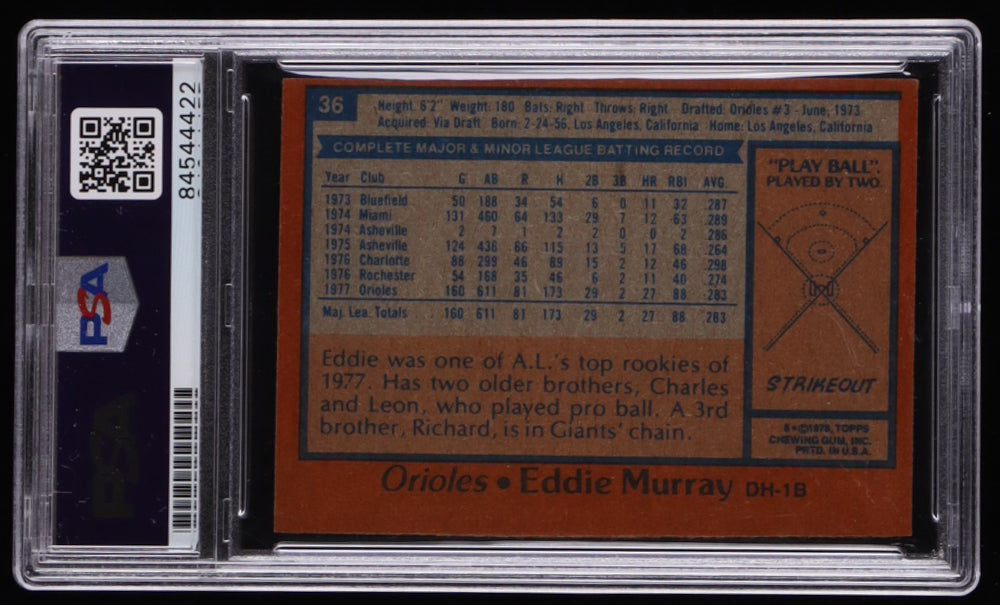 84544422
PSA
PSA
36
Height: 6'2" Weight: 180 Bats: Right Throws: Right Drafted: Orioles #3 - June, 1973
Acquired: Via Draft Born: 2-24-56, Los Angeles, California Home: Los Angeles, California
COMPLETE MAJOR & MINOR LEAGUE BATTING RECORD
Year Club G AB R H 2B 3B HR RBI AVG.
1973 Bluefield 50 188 34 54 6 0 11 32 .287
1974 Miami 131 460 64 133 29 7 12 63 .289
1974 Asheville 2 7 1 2 2 0 0 2 .286
1975 Asheville 124 436 66 115 13 5 17 68 .264
1976 Charlotte 88 299 46 89 15 2 12 46 .298
1976 Rochester 54 168 35 46 6 2 11 40 .274
1977 Orioles 160 611 81 173 29 2 27 88 .283
Maj. Lea. Totals 160 611 81 173 29 2 27 88 .283
Eddie was one of A.L.'s top rookies of
1977. Has two older brothers, Charles
and Leon, who played pro ball. A 3rd
brother, Richard, is in Giants' chain.
"PLAY BALL".
PLAYED BY TWO.
STRIKEOUT
©1978, TOPPS
CHEWING GUM, INC.
PRTD. IN U.S.A.
Orioles • Eddie Murray DH-1B